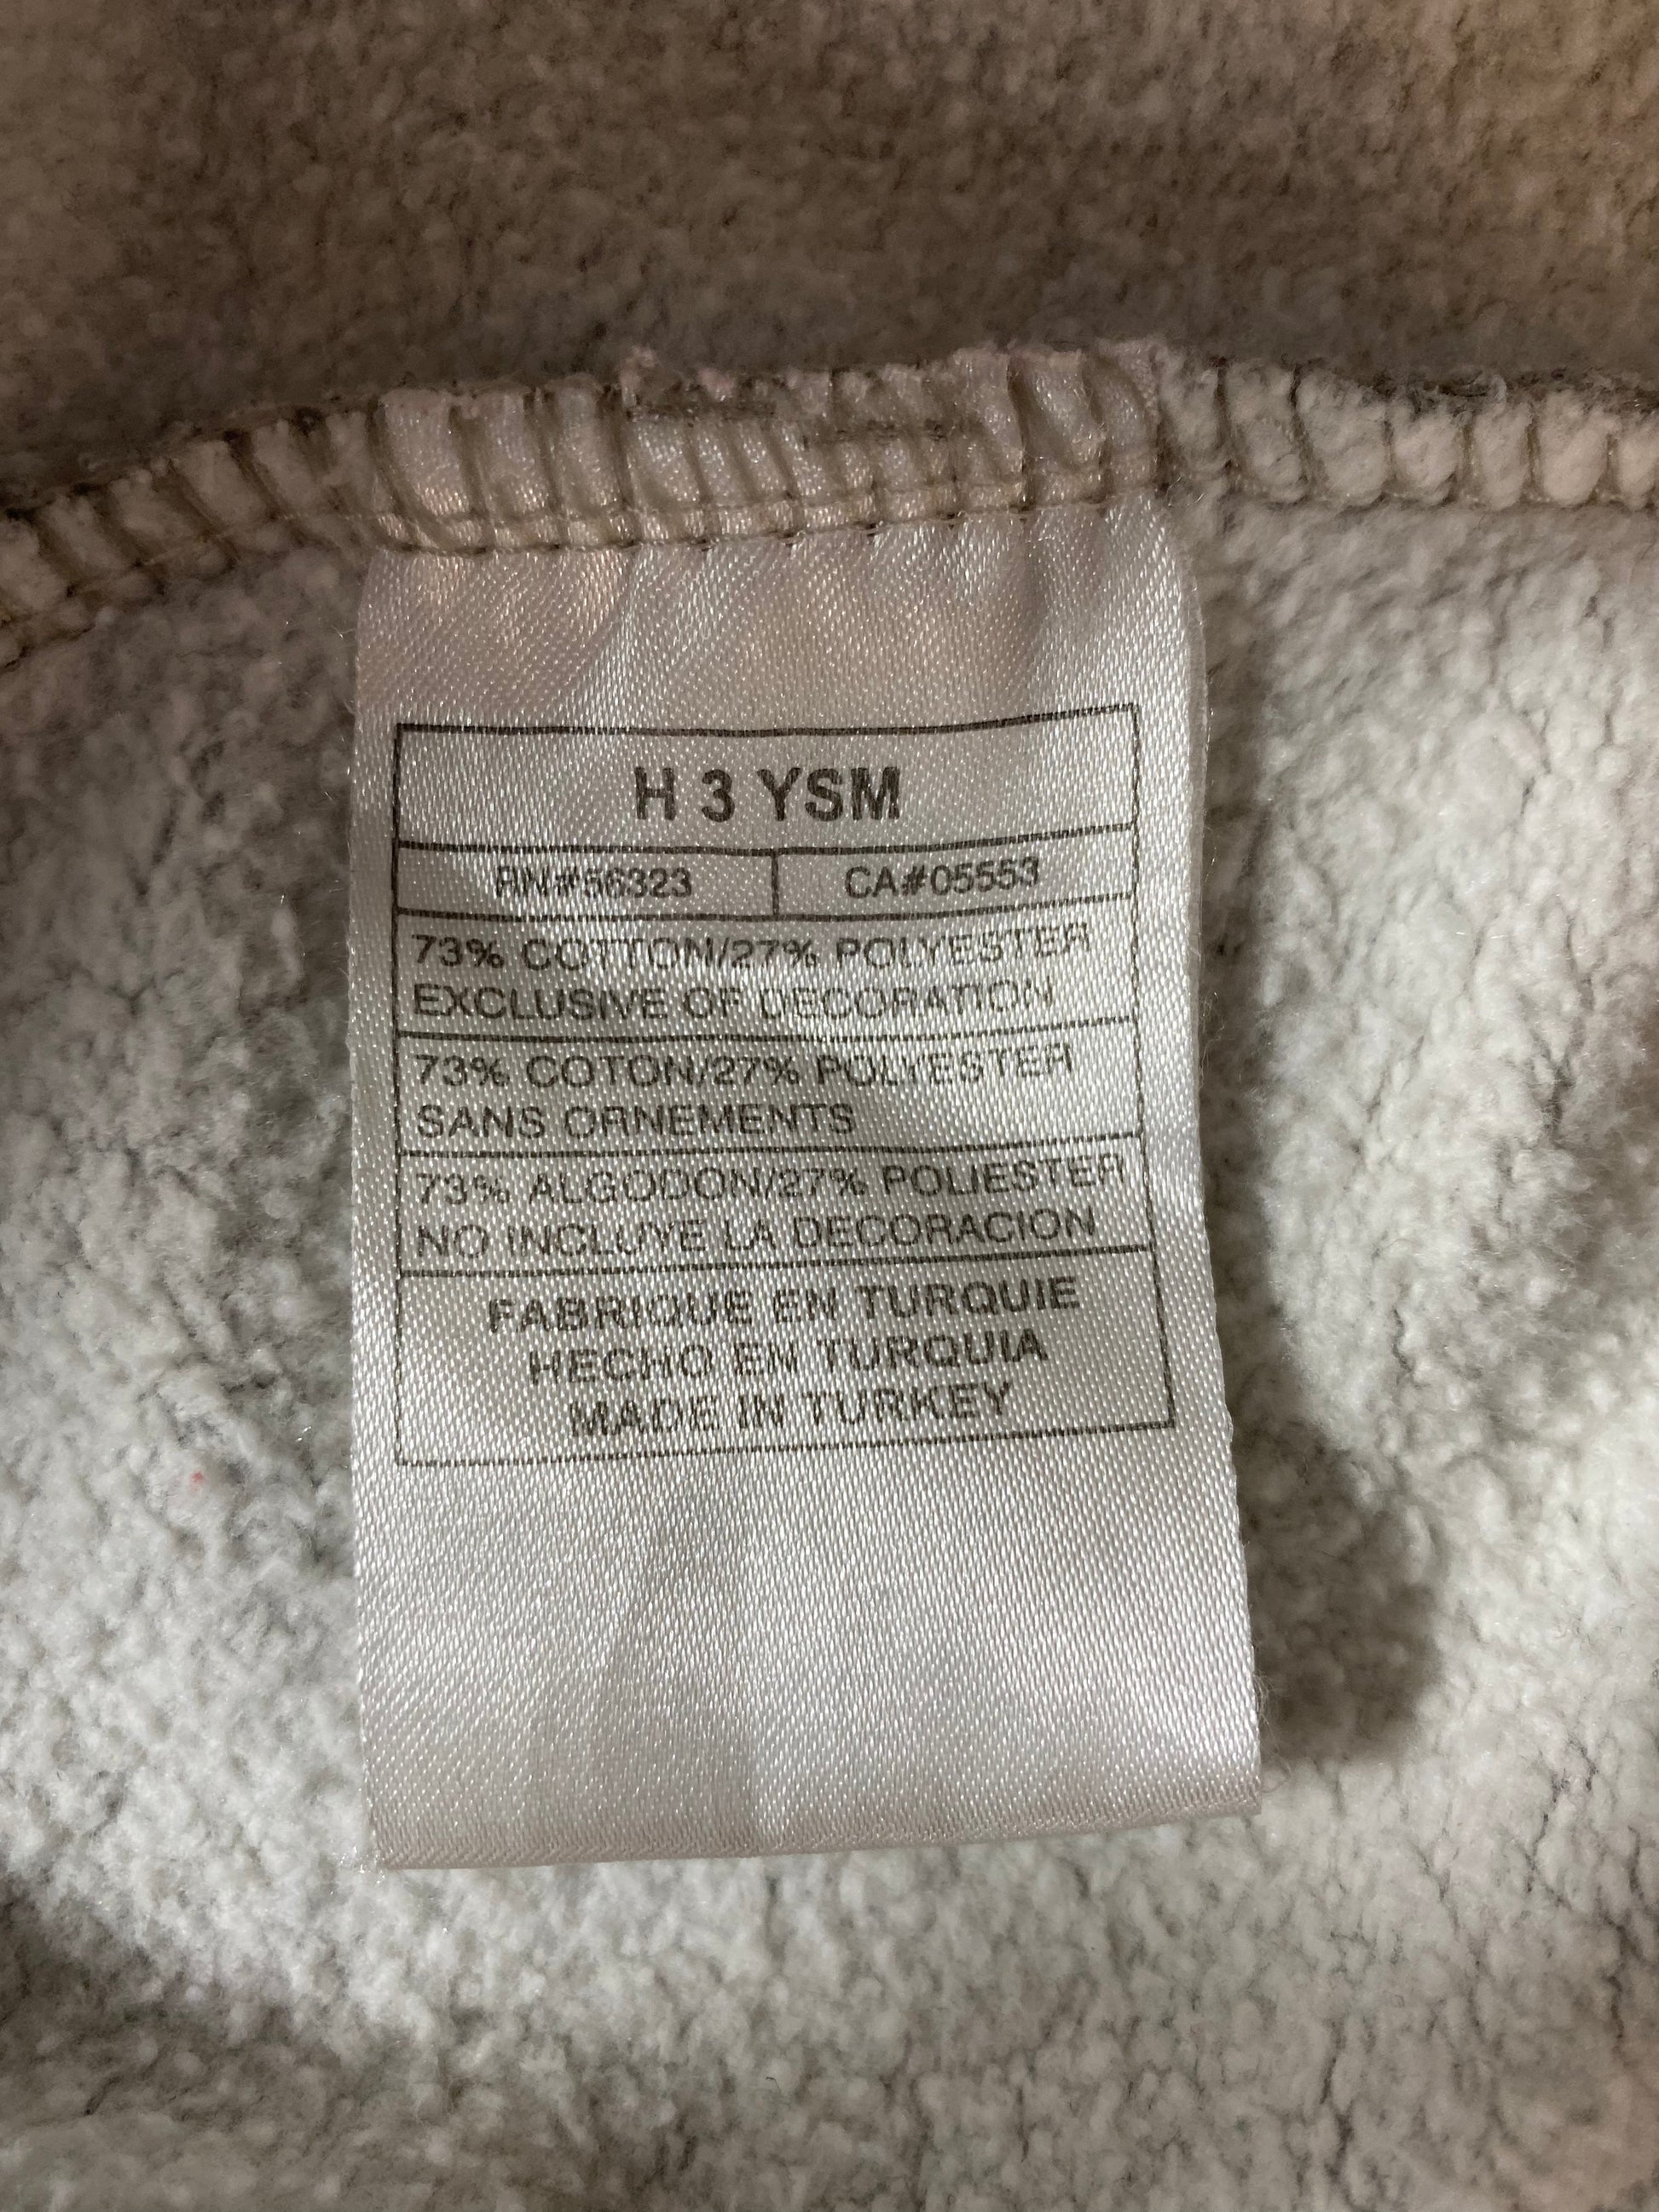 H 3 YSM
RN#56323 CA#05553
73% COTTON/27% POLYESTER
EXCLUSIVE OF DECORATION
73% COTON/27% POLYESTER
SANS ORNEMENTS
73% ALGODON/27% POLIESTER
NO INCLUYE LA DECORACION
FABRIQUE EN TURQUIE
HECHO EN TURQUIA
MADE IN TURKEY